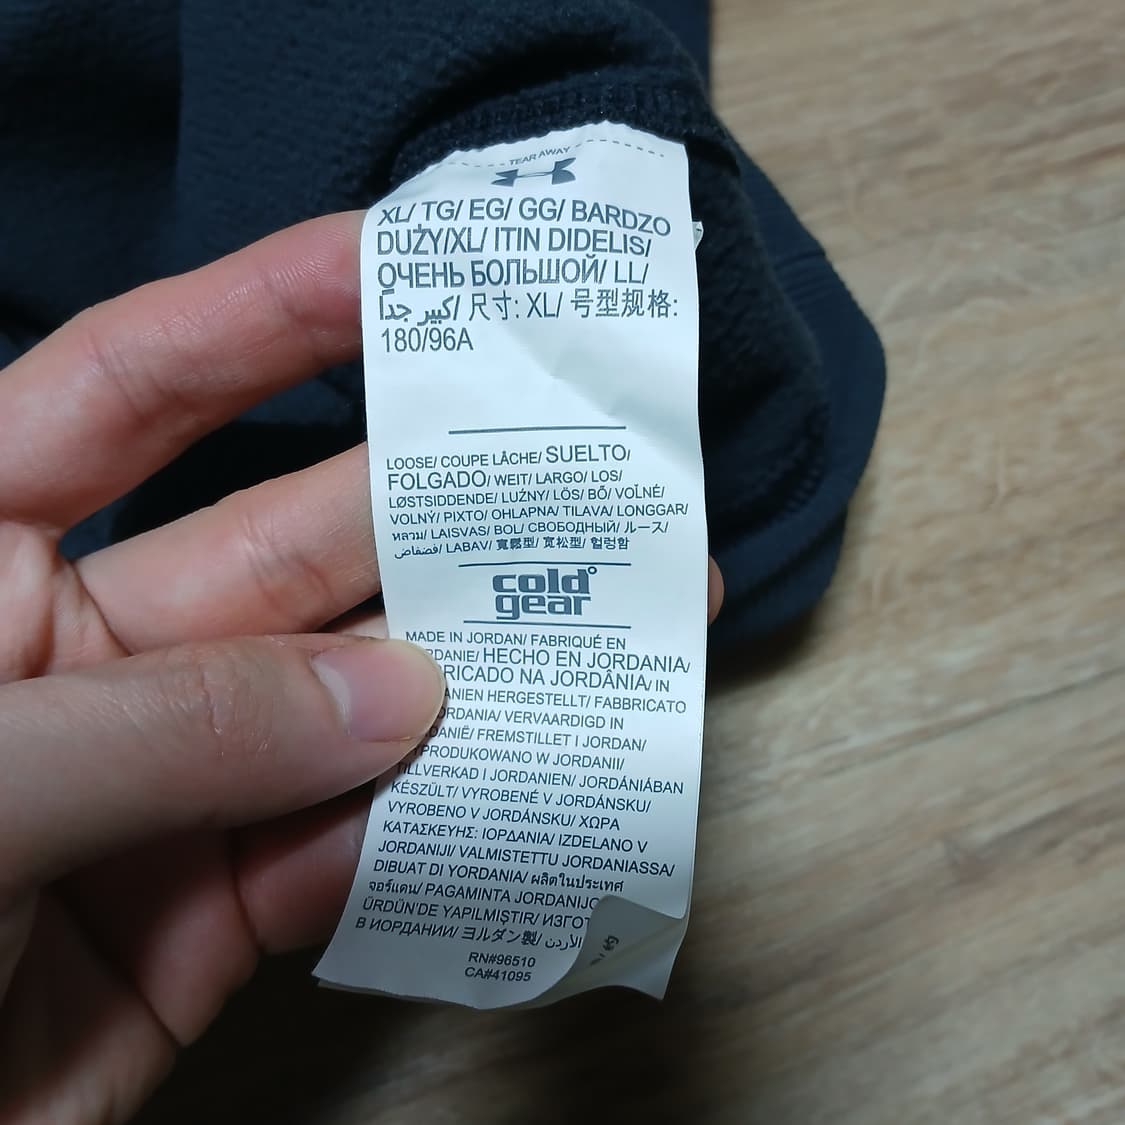 TEAR AWAY
XL/ TG/ EG/ GG/ BARDZO
DUŻY/XL/ ITIN DIDELIS/
ОЧЕНЬ БОЛЬШОЙ/ LL/
كبير جداً/ 尺寸: XL/ 号型规格:
180/96A
LOOSE/ COUPE LÂCHE/ SUELTO/
FOLGADO/ WEIT/ LARGO/ LOS/
LØSTSIDDENDE/ LUŹNY/ LÖS/ BŐ/ VOĽNÉ/
VOLNÝ/ PIXTO/ OHLAPNA/ TILAVA/ LONGGAR/
หลวม/ LAISVAS/ BOL/ СВОБОДНЫЙ/ ルース/
فضفاض/ LABAV/ 寬鬆型/ 宽松型/ 헐렁함
cold°
gear
MADE IN JORDAN/ FABRIQUÉ EN
HECHO EN JORDANIA/
NA JORDÂNIA/ IN
HERGESTELLT/ FABBRICATO
VERVAARDIGD IN
FREMSTILLET I JORDAN/
WYPRODUKOWANO W JORDANII/
TILLVERKAD I JORDANIEN/ JORDÁNIÁBAN
KÉSZÜLT/ VYROBENÉ V JORDÁNSKU/
VYROBENO V JORDÁNSKU/ ΧΩΡΑ
ΚΑΤΑΣΚΕΥΗΣ: ΙΟΡΔΑΝΙΑ/ IZDELANO V
JORDANIJI/ VALMISTETTU JORDANIASSA/
DIBUAT DI YORDANIA/ ผลิตในประเทศ
จอร์แดน/ PAGAMINTA
ÜRDÜN'DE YAPILMIŞTIR/
В ИОРДАНИИ/ ヨルダン製/ الأردن
RN#96510
CA#41095